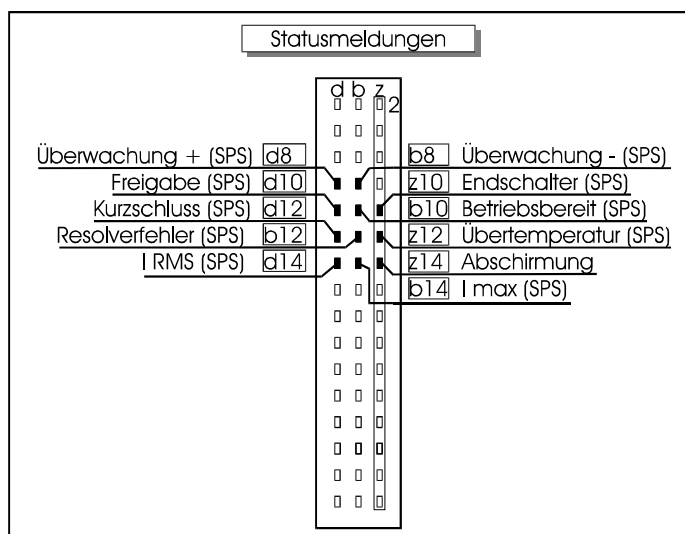 Statusmeldungen
d b z
2
Überwachung + (SPS) d8
b8 Überwachung - (SPS)
Freigabe (SPS) d10
z10 Endschalter (SPS)
Kurzschluss (SPS) d12
b10 Betriebsbereit (SPS)
Resolverfehler (SPS) b12
z12 Übertemperatur (SPS)
I RMS (SPS) d14
z14 Abschirmung
b14 I max (SPS)